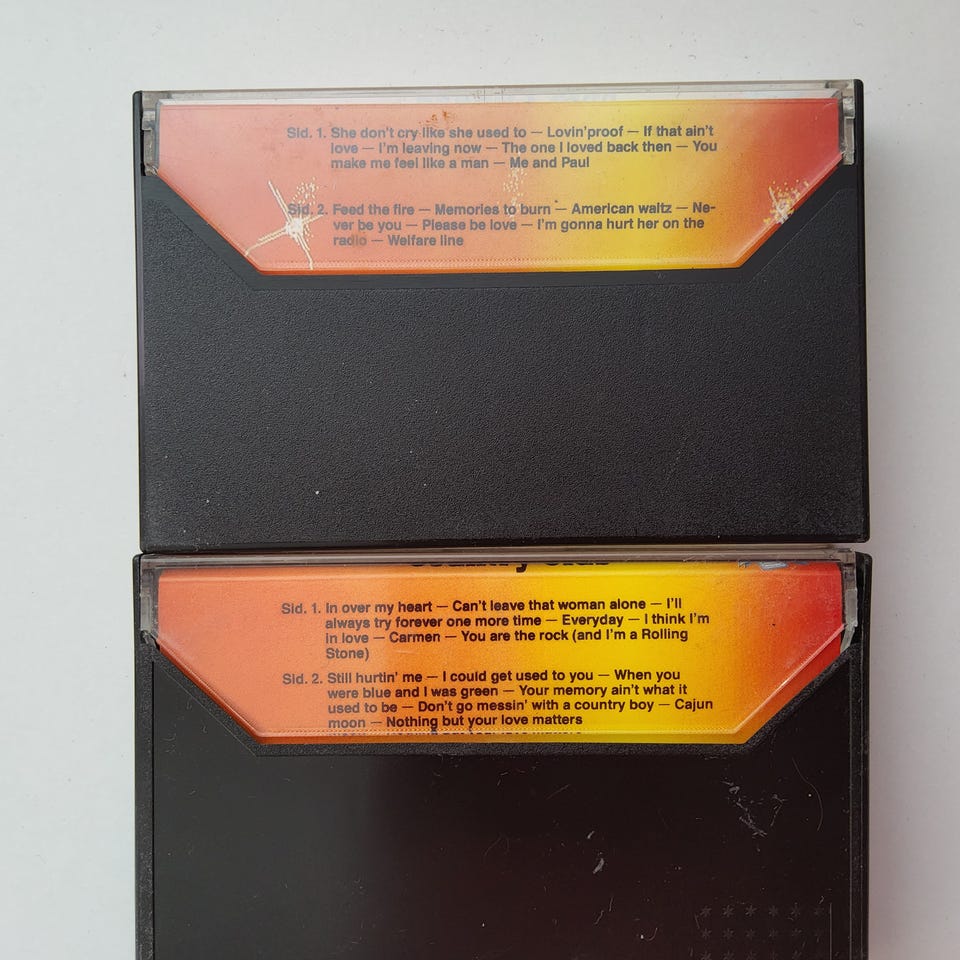 Sid. 1. She don't cry like she used to — Lovin'proof — If that ain't
love — I'm leaving now — The one I loved back then — You
make me feel like a man — Me and Paul
Sid. 2. Feed the fire — Memories to burn — American waltz — Ne-
ver be you — Please be love — I'm gonna hurt her on the
radio — Welfare line
Sid. 1. In over my heart — Can't leave that woman alone — I'll
always try forever one more time — Everyday — I think I'm
in love — Carmen — You are the rock (and I'm a Rolling
Stone)
Sid. 2. Still hurtin' me — I could get used to you — When you
were blue and I was green — Your memory ain't what it
used to be — Don't go messin' with a country boy — Cajun
moon — Nothing but your love matters